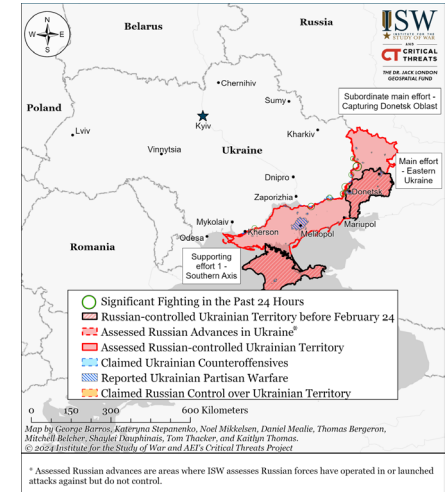 N
W
E
S
Belarus
Russia
ISW
INSTITUTE FOR THE
STUDY OF WAR
AND
CT CRITICAL
THREATS
THE DR. JACK LONDON
GEOSPATIAL FUND
Chernihiv
Subordinate main effort -
Capturing Donetsk Oblast
Sumy
Poland
Kyiv
Lviv
Kharkiv
Vinnytsia
Ukraine
Main effort -
Eastern
Ukraine
Dnipro
Donetsk
Zaporizhia
Mykolaiv
Kherson
Melitopol
Mariupol
Odesa
Romania
Supporting
effort 1 -
Southern Axis
Significant Fighting in the Past 24 Hours
Russian-controlled Ukrainian Territory before February 24
Assessed Russian Advances in Ukraine*
Assessed Russian-controlled Ukrainian Territory
Claimed Ukrainian Counteroffensives
Reported Ukrainian Partisan Warfare
Claimed Russian Control over Ukrainian Territory
0 150 300 600 Kilometers
Map by George Barros, Kateryna Stepanenko, Noel Mikkelsen, Daniel Mealie, Thomas Bergeron,
Mitchell Belcher, Shaylei Dauphinais, Tom Thacker, and Kaitlyn Thomas.
© 2024 Institute for the Study of War and AEI's Critical Threats Project
* Assessed Russian advances are areas where ISW assesses Russian forces have operated in or launched
attacks against but do not control.